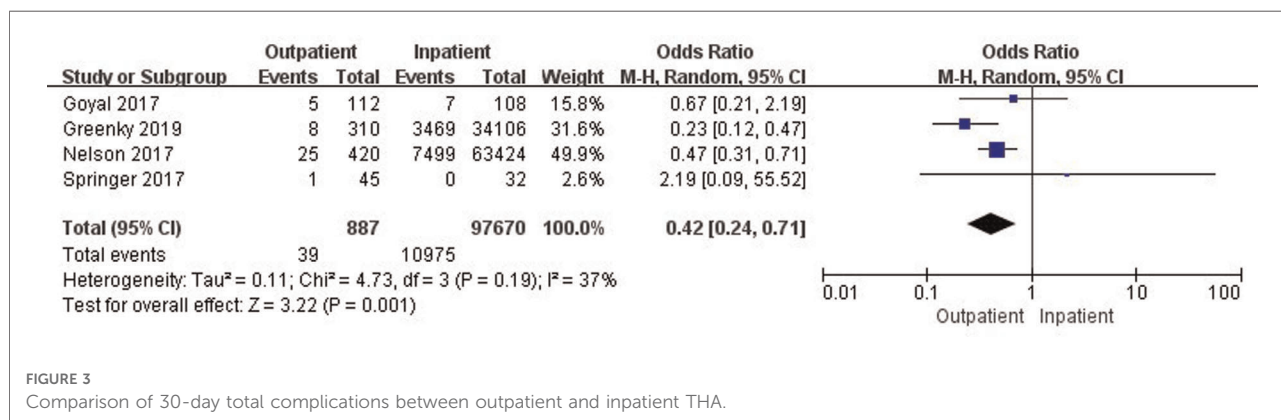 Outpatient Inpatient Odds Ratio Odds Ratio
Study or Subgroup Events Total Events Total Weight M-H, Random, 95% CI M-H, Random, 95% CI
Goyal 2017 5 112 7 108 15.8% 0.67 [0.21, 2.19]
Greenky 2019 8 310 3469 34106 31.6% 0.23 [0.12, 0.47]
Nelson 2017 25 420 7499 63424 49.9% 0.47 [0.31, 0.71]
Springer 2017 1 45 0 32 2.6% 2.19 [0.09, 55.52]
Total (95% CI) 887 97670 100.0% 0.42 [0.24, 0.71]
Total events 39 10975
Heterogeneity: Tau² = 0.11; Chi² = 4.73, df = 3 (P = 0.19); I² = 37%
Test for overall effect: Z = 3.22 (P = 0.001)
0.01 0.1 1 10 100
Outpatient Inpatient
FIGURE 3
Comparison of 30-day total complications between outpatient and inpatient THA.